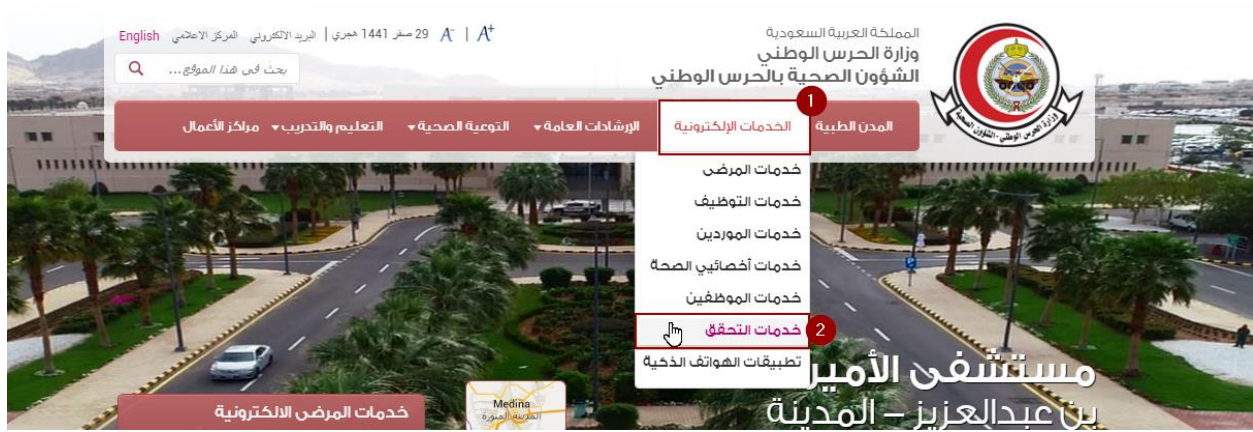 المملكة العربية السعودية
وزارة الحرس الوطني
الشؤون الصحية بالحرس الوطني
A+ | A- 29 صفر 1441 هجري | البريد الالكتروني المركز الاعلامي English
بحث في هذا الموقع...
1
المدن الطبية الخدمات الإلكترونية الإرشادات العامة التوعية الصحية التعليم والتدريب مراكز الأعمال
خدمات المرضى
خدمات التوظيف
خدمات الموردين
خدمات أخصائيي الصحة
خدمات الموظفين
2 خدمات التحقق
تطبيقات الهواتف الذكية
مستشفى الأمير
بن عبدالعزيز – المدينة
Medina
المدينة المنورة
خدمات المرضى الالكترونية